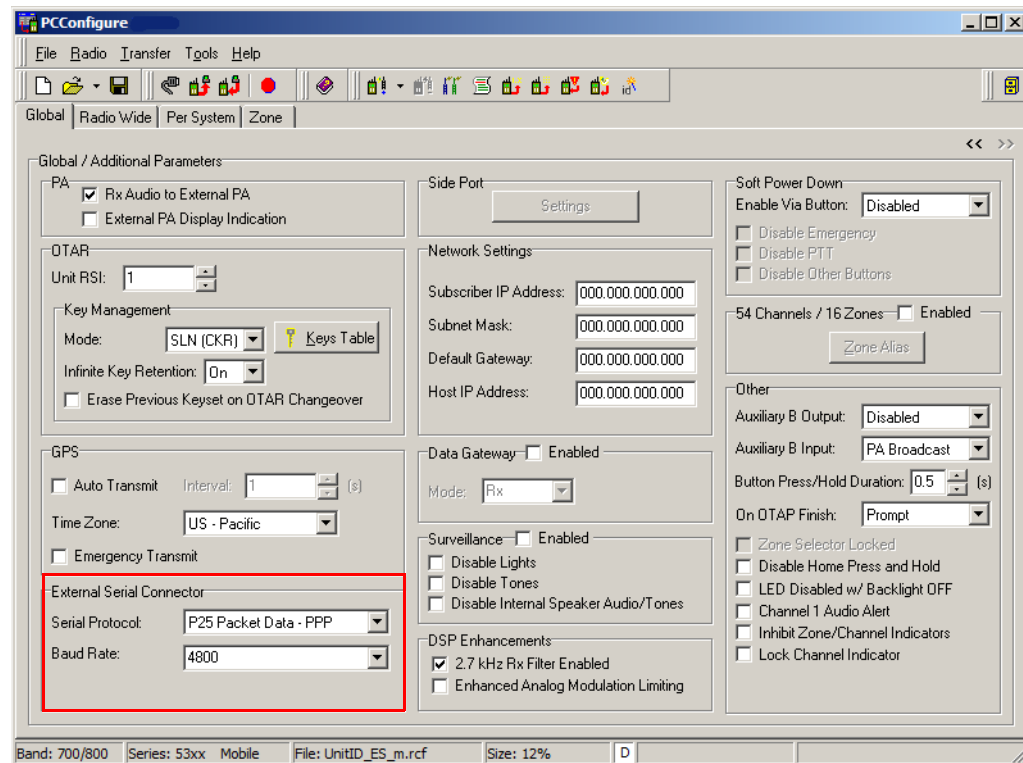 PCConfigure
File Radio Transfer Tools Help
id
Global Radio Wide Per System Zone
<< >>
Global / Additional Parameters
PA
Rx Audio to External PA
External PA Display Indication
OTAR
Unit RSI: 1
Key Management
Mode: SLN (CKR) Keys Table
Infinite Key Retention: On
Erase Previous Keyset on OTAR Changeover
GPS
Auto Transmit Interval: 1 (s)
Time Zone: US - Pacific
Emergency Transmit
External Serial Connector
Serial Protocol: P25 Packet Data - PPP
Baud Rate: 4800
Side Port
Settings
Network Settings
Subscriber IP Address: 000.000.000.000
Subnet Mask: 000.000.000.000
Default Gateway: 000.000.000.000
Host IP Address: 000.000.000.000
Data Gateway Enabled
Mode: Rx
Surveillance Enabled
Disable Lights
Disable Tones
Disable Internal Speaker Audio/Tones
DSP Enhancements
2.7 kHz Rx Filter Enabled
Enhanced Analog Modulation Limiting
Soft Power Down
Enable Via Button: Disabled
Disable Emergency
Disable PTT
Disable Other Buttons
54 Channels / 16 Zones Enabled
Zone Alias
Other
Auxiliary B Output: Disabled
Auxiliary B Input: PA Broadcast
Button Press/Hold Duration: 0.5 (s)
On OTAP Finish: Prompt
Zone Selector Locked
Disable Home Press and Hold
LED Disabled w/ Backlight OFF
Channel 1 Audio Alert
Inhibit Zone/Channel Indicators
Lock Channel Indicator
Band: 700/800 Series: 53xx Mobile File: UnitID_ES_m.rcf Size: 12% D